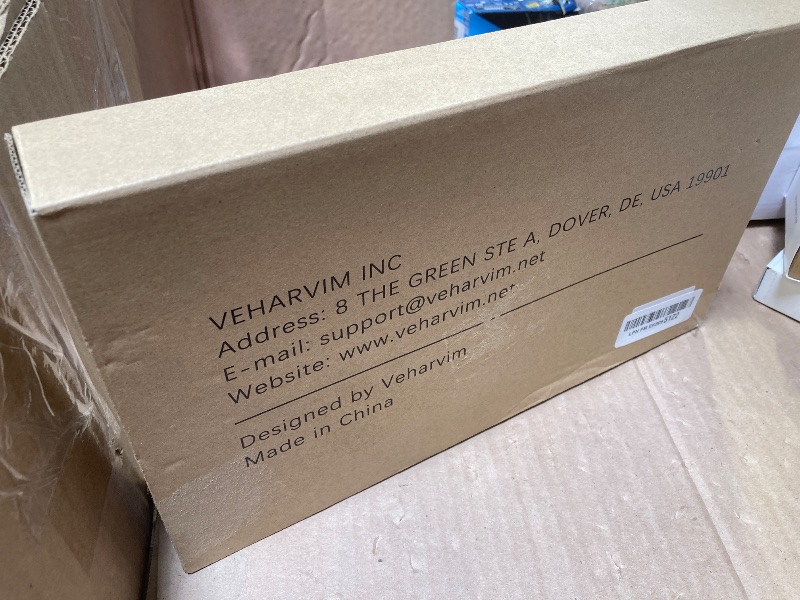 VEHARVIM INC
Address: 8 THE GREEN STE A, DOVER, DE, USA 19901
E-mail: support@veharvim.net
Website: www.veharvim.net
Designed by Veharvim
Made in China